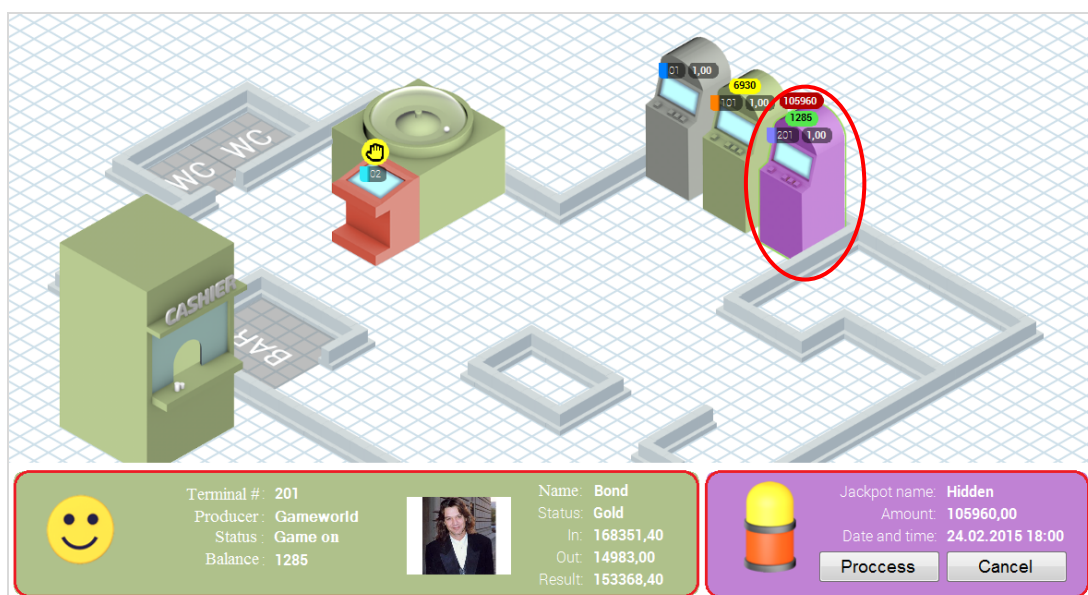 01 1,00
6930
101 1,00
105960
1285
201 1,00
WC WC
02
CASHIER
BAR
Terminal #: 201
Producer: Gameworld
Status: Game on
Balance: 1285
Name: Bond
Status: Gold
In: 168351,40
Out: 14983,00
Result: 153368,40
Jackpot name: Hidden
Amount: 105960,00
Date and time: 24.02.2015 18:00
Proccess Cancel